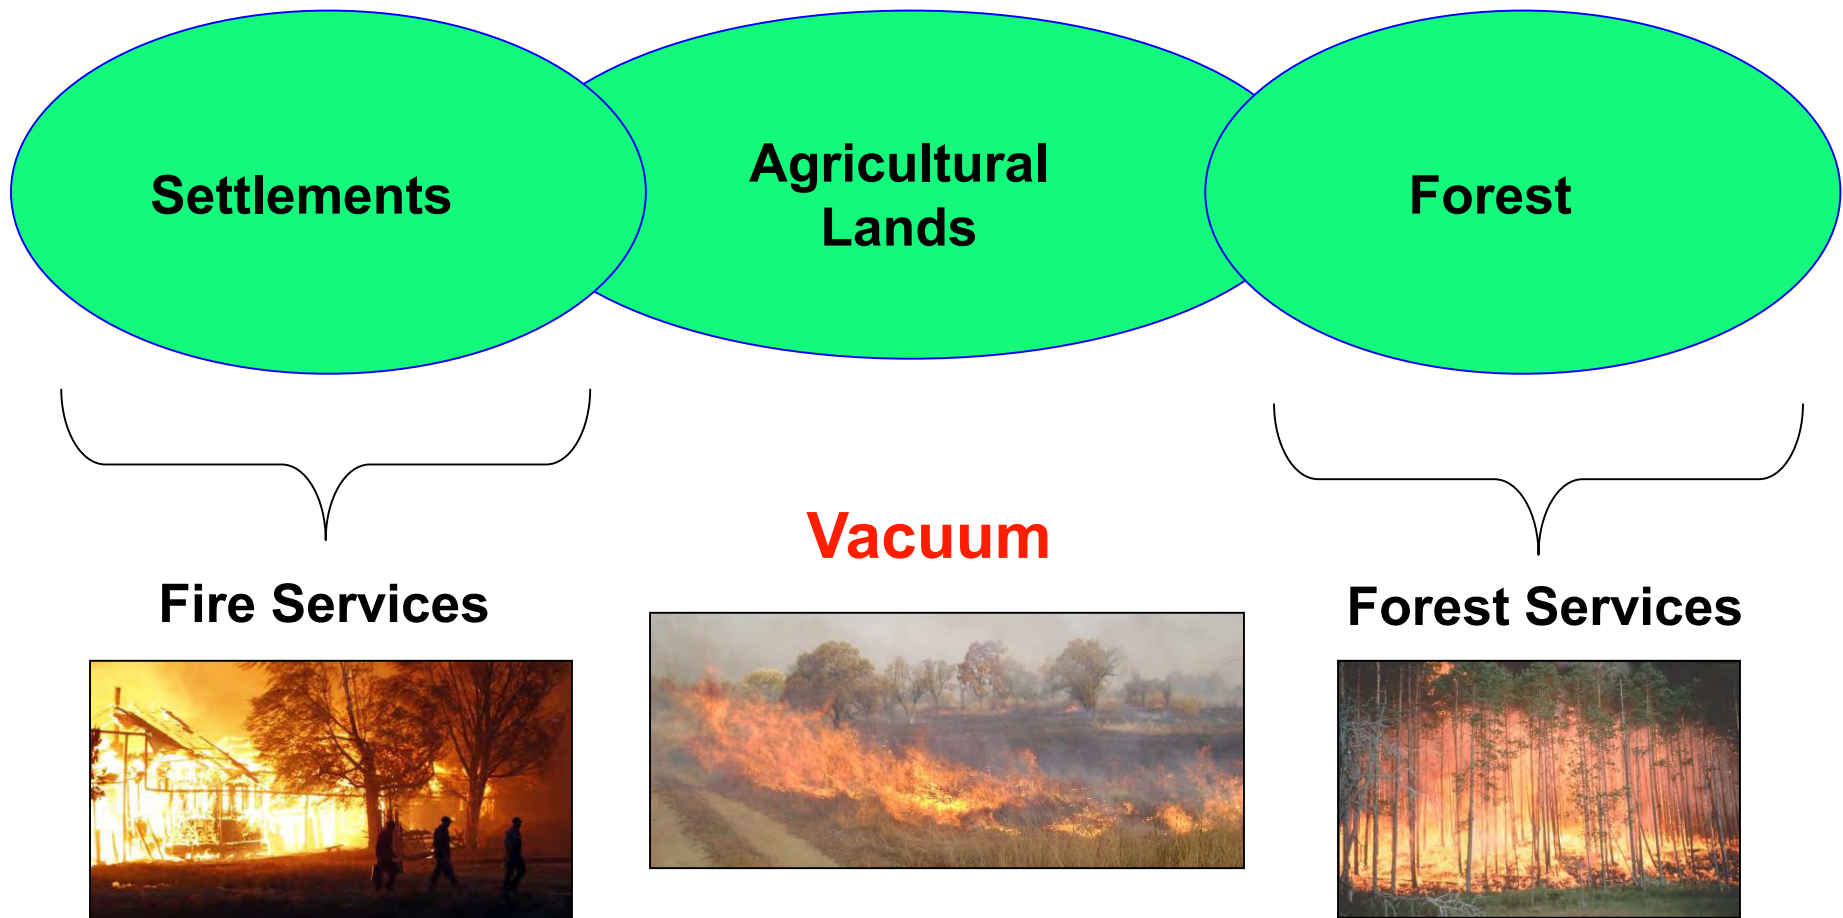 Settlements
Agricultural
Lands
Forest
Vacuum
Fire Services
Forest Services